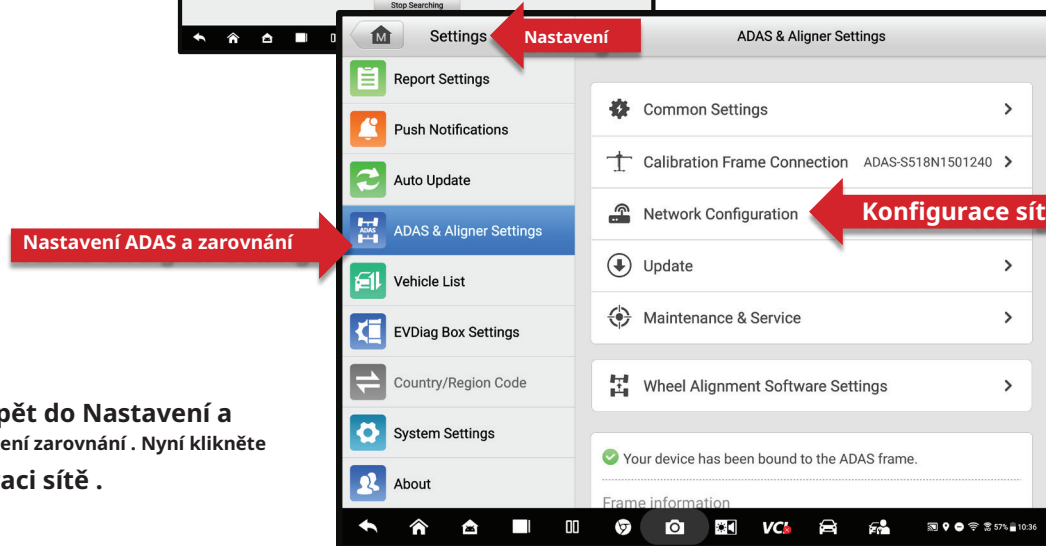 Stop Searching
M
Settings
Nastavení
ADAS & Aligner Settings
Report Settings
Push Notifications
Auto Update
ADAS
ADAS & Aligner Settings
Vehicle List
EVDiag Box Settings
Country/Region Code
System Settings
About
Common Settings
Calibration Frame Connection ADAS-S518N1501240
Network Configuration
Konfigurace sít
Update
Maintenance & Service
Wheel Alignment Software Settings
Your device has been bound to the ADAS frame.
Frame information
Nastavení ADAS a zarovnání
pět do Nastavení a
ení zarovnání . Nyní klikněte
aci sítě .
VCI
57% 10:36